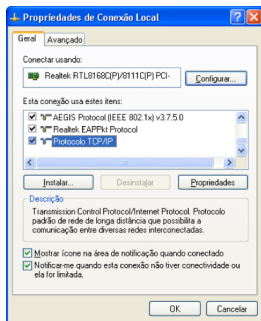 Propriedades de Conexão Local
Geral
Avançado
Conectar usando:
Realtek RTL8168C(P)/8111C(P) PCI-
Configurar...
Esta conexão usa estes itens:
AEGIS Protocol (IEEE 802.1x) v3.7.5.0
Realtek EAPPkt Protocol
Protocolo TCP/IP
Instalar...
Desinstalar
Propriedades
Descrição
Transmission Control Protocol/Internet Protocol. Protocolo
padrão de rede de longa distância que possibilita a
comunicação entre diversas redes interconectadas.
Mostrar ícone na área de notificação quando conectado
Notificar-me quando esta conexão não tiver conectividade ou
ela for limitada.
OK
Cancelar